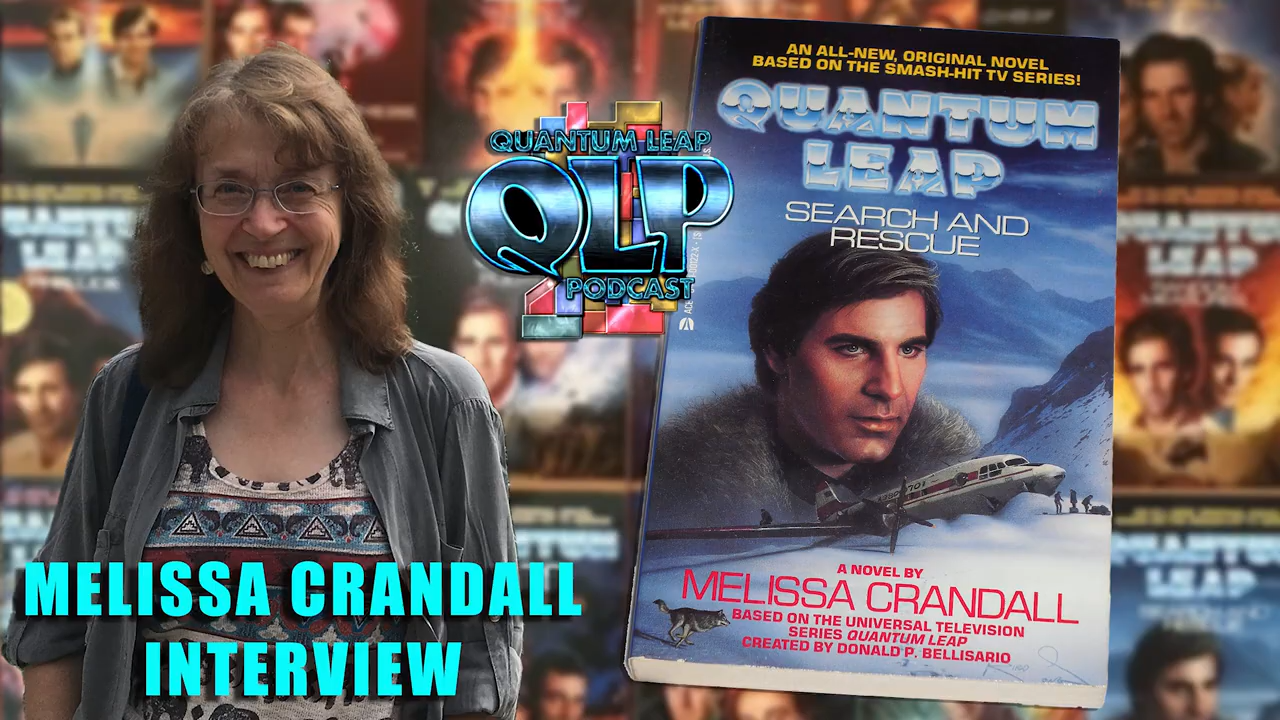 MELISSA CRANDALL
INTERVIEW
QUANTUM LEAP
QLP
PODCAST
AN ALL-NEW, ORIGINAL NOVEL
BASED ON THE SMASH-HIT TV SERIES!
QUANTUM
LEAP
SEARCH AND
RESCUE
A NOVEL BY
MELISSA CRANDALL
BASED ON THE UNIVERSAL TELEVISION
SERIES QUANTUM LEAP
CREATED BY DONALD P. BELLISARIO